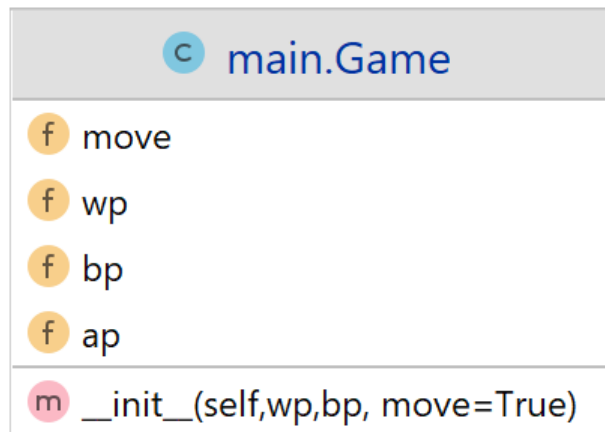 C main.Game
f move
f wp
f bp
f ap
m __init__(self,wp,bp, move=True)